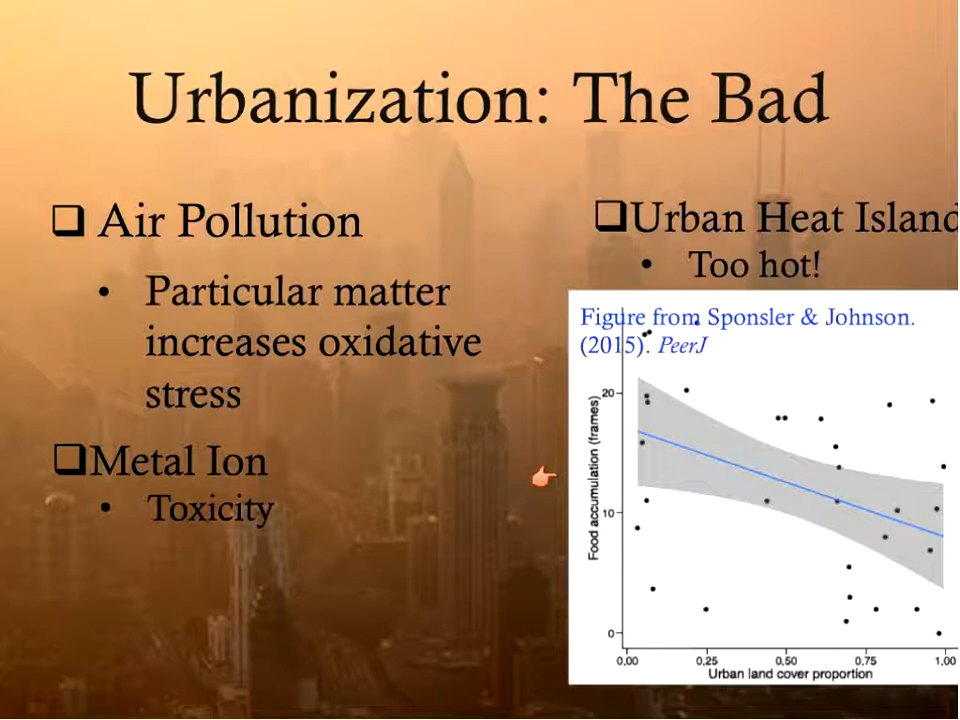 Urbanization: The Bad
❑ Air Pollution
• Particular matter
increases oxidative
stress
❑Metal Ion
• Toxicity
❑Urban Heat Island
• Too hot!
Figure from Sponsler & Johnson.
(2015). PeerJ
Food accumulation (frames)
20
10
0
0.00 0.25 0.50 0.75 1.00
Urban land cover proportion